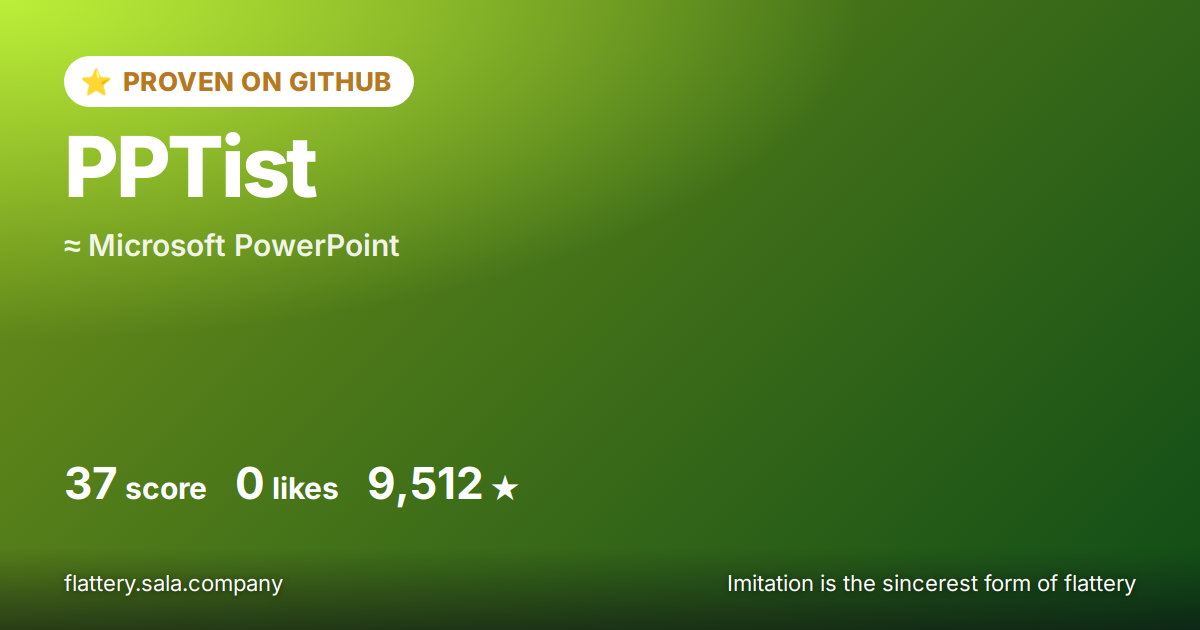 ⭐ PROVEN ON GITHUB
PPTist
≈ Microsoft PowerPoint
37 score 0 likes 9,512 ★
flattery.sala.company
Imitation is the sincerest form of flattery